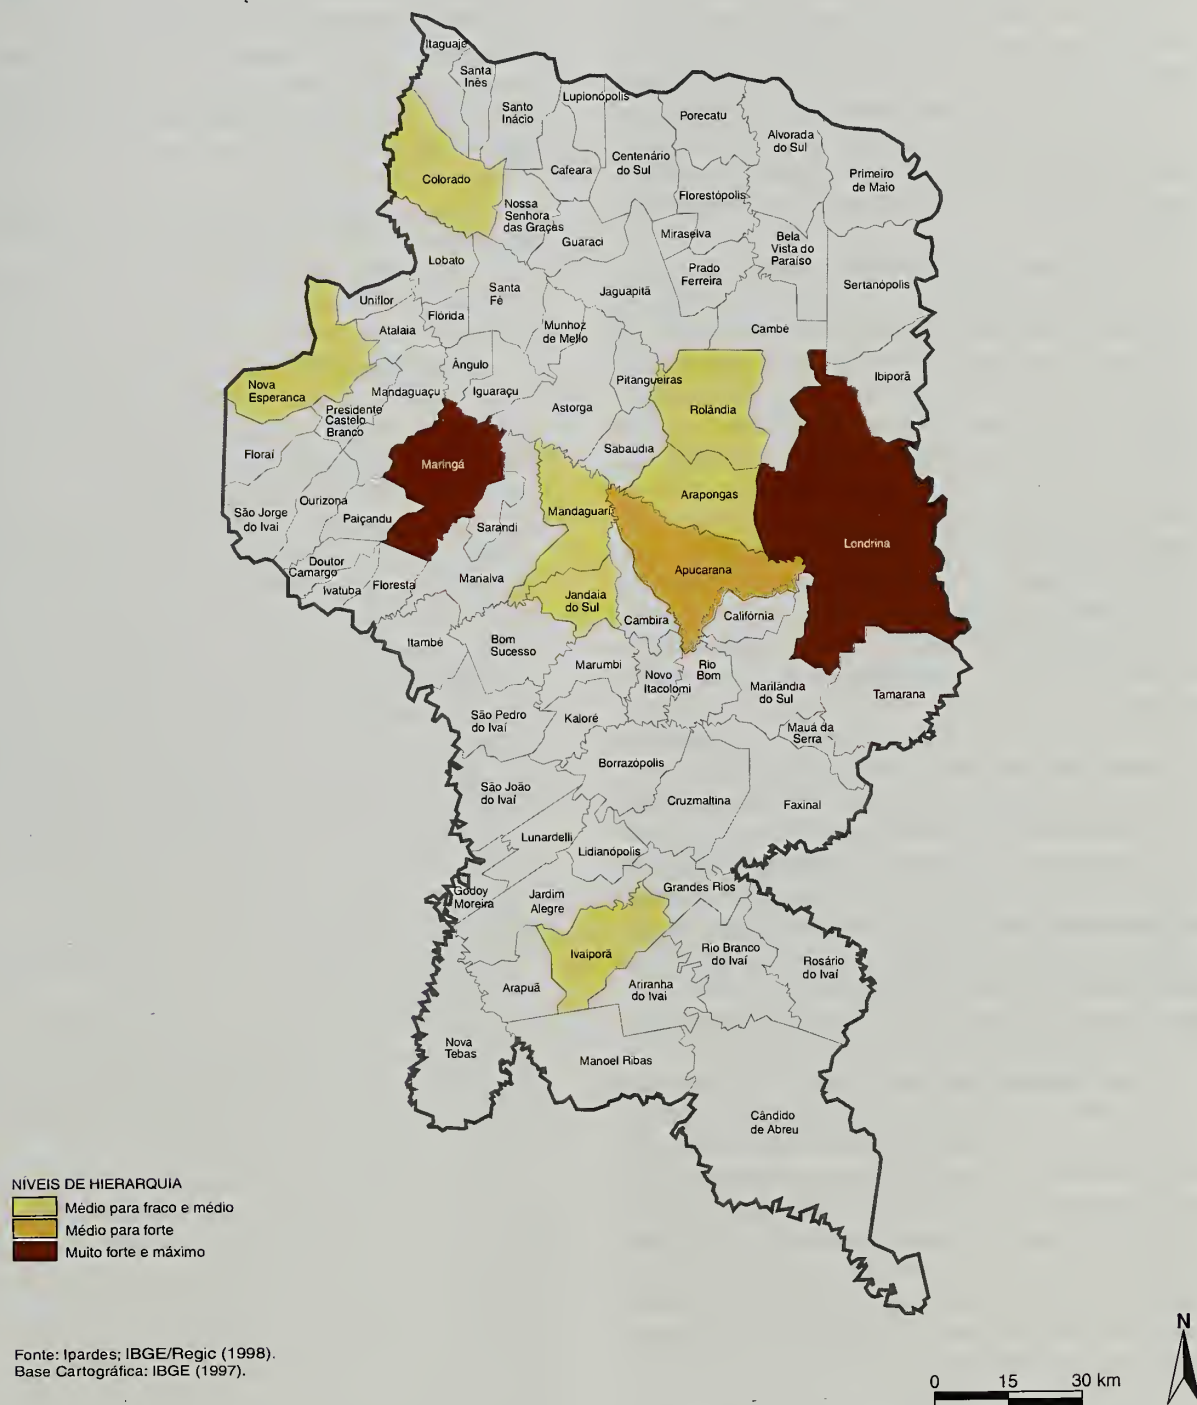 Itaguaje
Santa
Inês
Santo
Inácio
Lupionópolis
Porecatu
Alvorada
do Sul
Colorado
Cafeara
Centenário
do Sul
Primeiro
de Maio
Nossa
Senhora
das Graças
Florestópolis
Guaraci
Miraselva
Bela
Vista do
Paraíso
Lobato
Prado
Ferreira
Santa
Fé
Jaguapitã
Sertanópolis
Uniflor
Flórida
Atalaia
Munhoz
de Mello
Cambé
Ângulo
Ibiporã
Nova
Esperanca
Mandaguaçu
Iguaraçu
Pitangueiras
Presidente
Castelo
Branco
Astorga
Rolândia
Floraí
Sabaudia
Maringá
Arapongas
Ourizona
São Jorge
do Ivaí
Paiçandu
Sarandi
Mandaguari
Londrina
Doutor
Camargo
Ivatuba
Floresta
Manalva
Apucarana
Jandaia
do Sul
Cambira
Califórnia
Itambé
Bom
Sucesso
Marumbi
Novo
Itacolomi
Rio
Bom
Marilândia
do Sul
Tamarana
São Pedro
do Ivaí
Kaloré
Mauá da
Serra
Borrazópolis
São João
do Ivaí
Cruzmaltina
Faxinal
Lunardelli
Lidianópolis
Godoy
Moreira
Jardim
Alegre
Grandes Rios
Ivaiporã
Rio Branco
do Ivaí
Rosário
do Ivaí
Arapuã
Ariranha
do Ivaí
Nova
Tebas
Manoel Ribas
Cândido
de Abreu
NÍVEIS DE HIERARQUIA
Médio para fraco e médio
Médio para forte
Muito forte e máximo
Fonte: Ipardes; IBGE/Regic (1998).
Base Cartográfica: IBGE (1997).
N
0 15 30 km